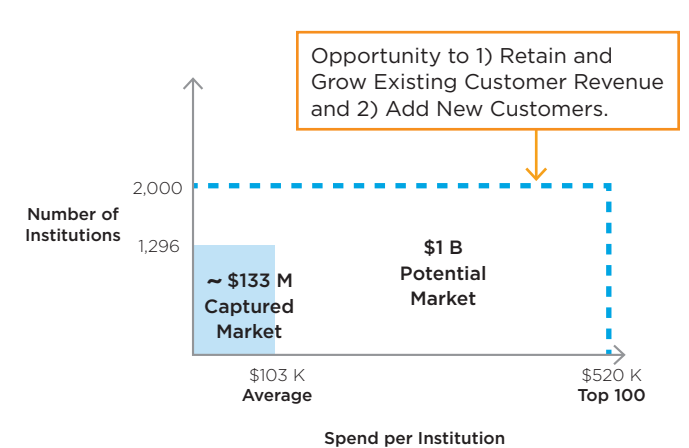 Opportunity to 1) Retain and
Grow Existing Customer Revenue
and 2) Add New Customers.
2,000
Number of
Institutions
1,296
$1 B
Potential
Market
~ $133 M
Captured
Market
$103 K
Average
$520 K
Top 100
Spend per Institution